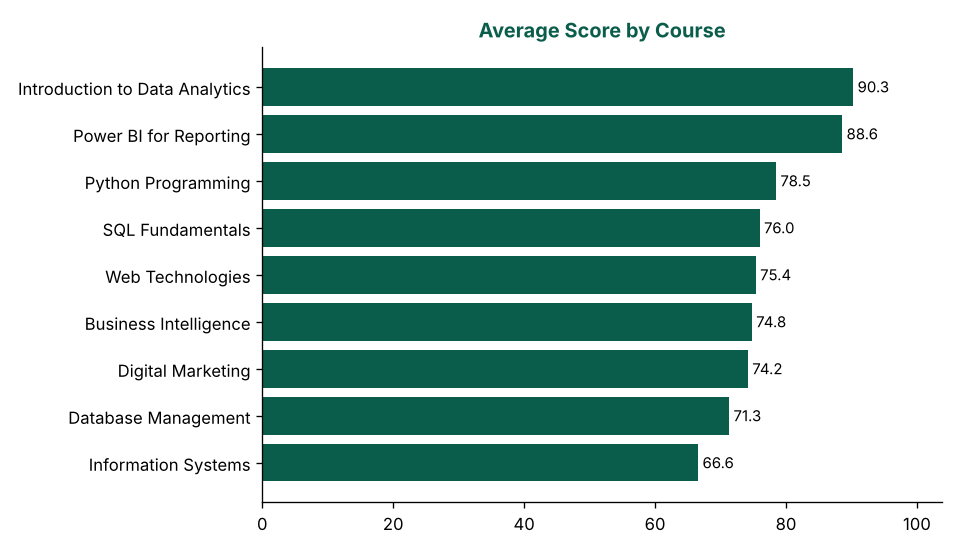 Average Score by Course
Introduction to Data Analytics 90.3
Power BI for Reporting 88.6
Python Programming 78.5
SQL Fundamentals 76.0
Web Technologies 75.4
Business Intelligence 74.8
Digital Marketing 74.2
Database Management 71.3
Information Systems 66.6
0 20 40 60 80 100